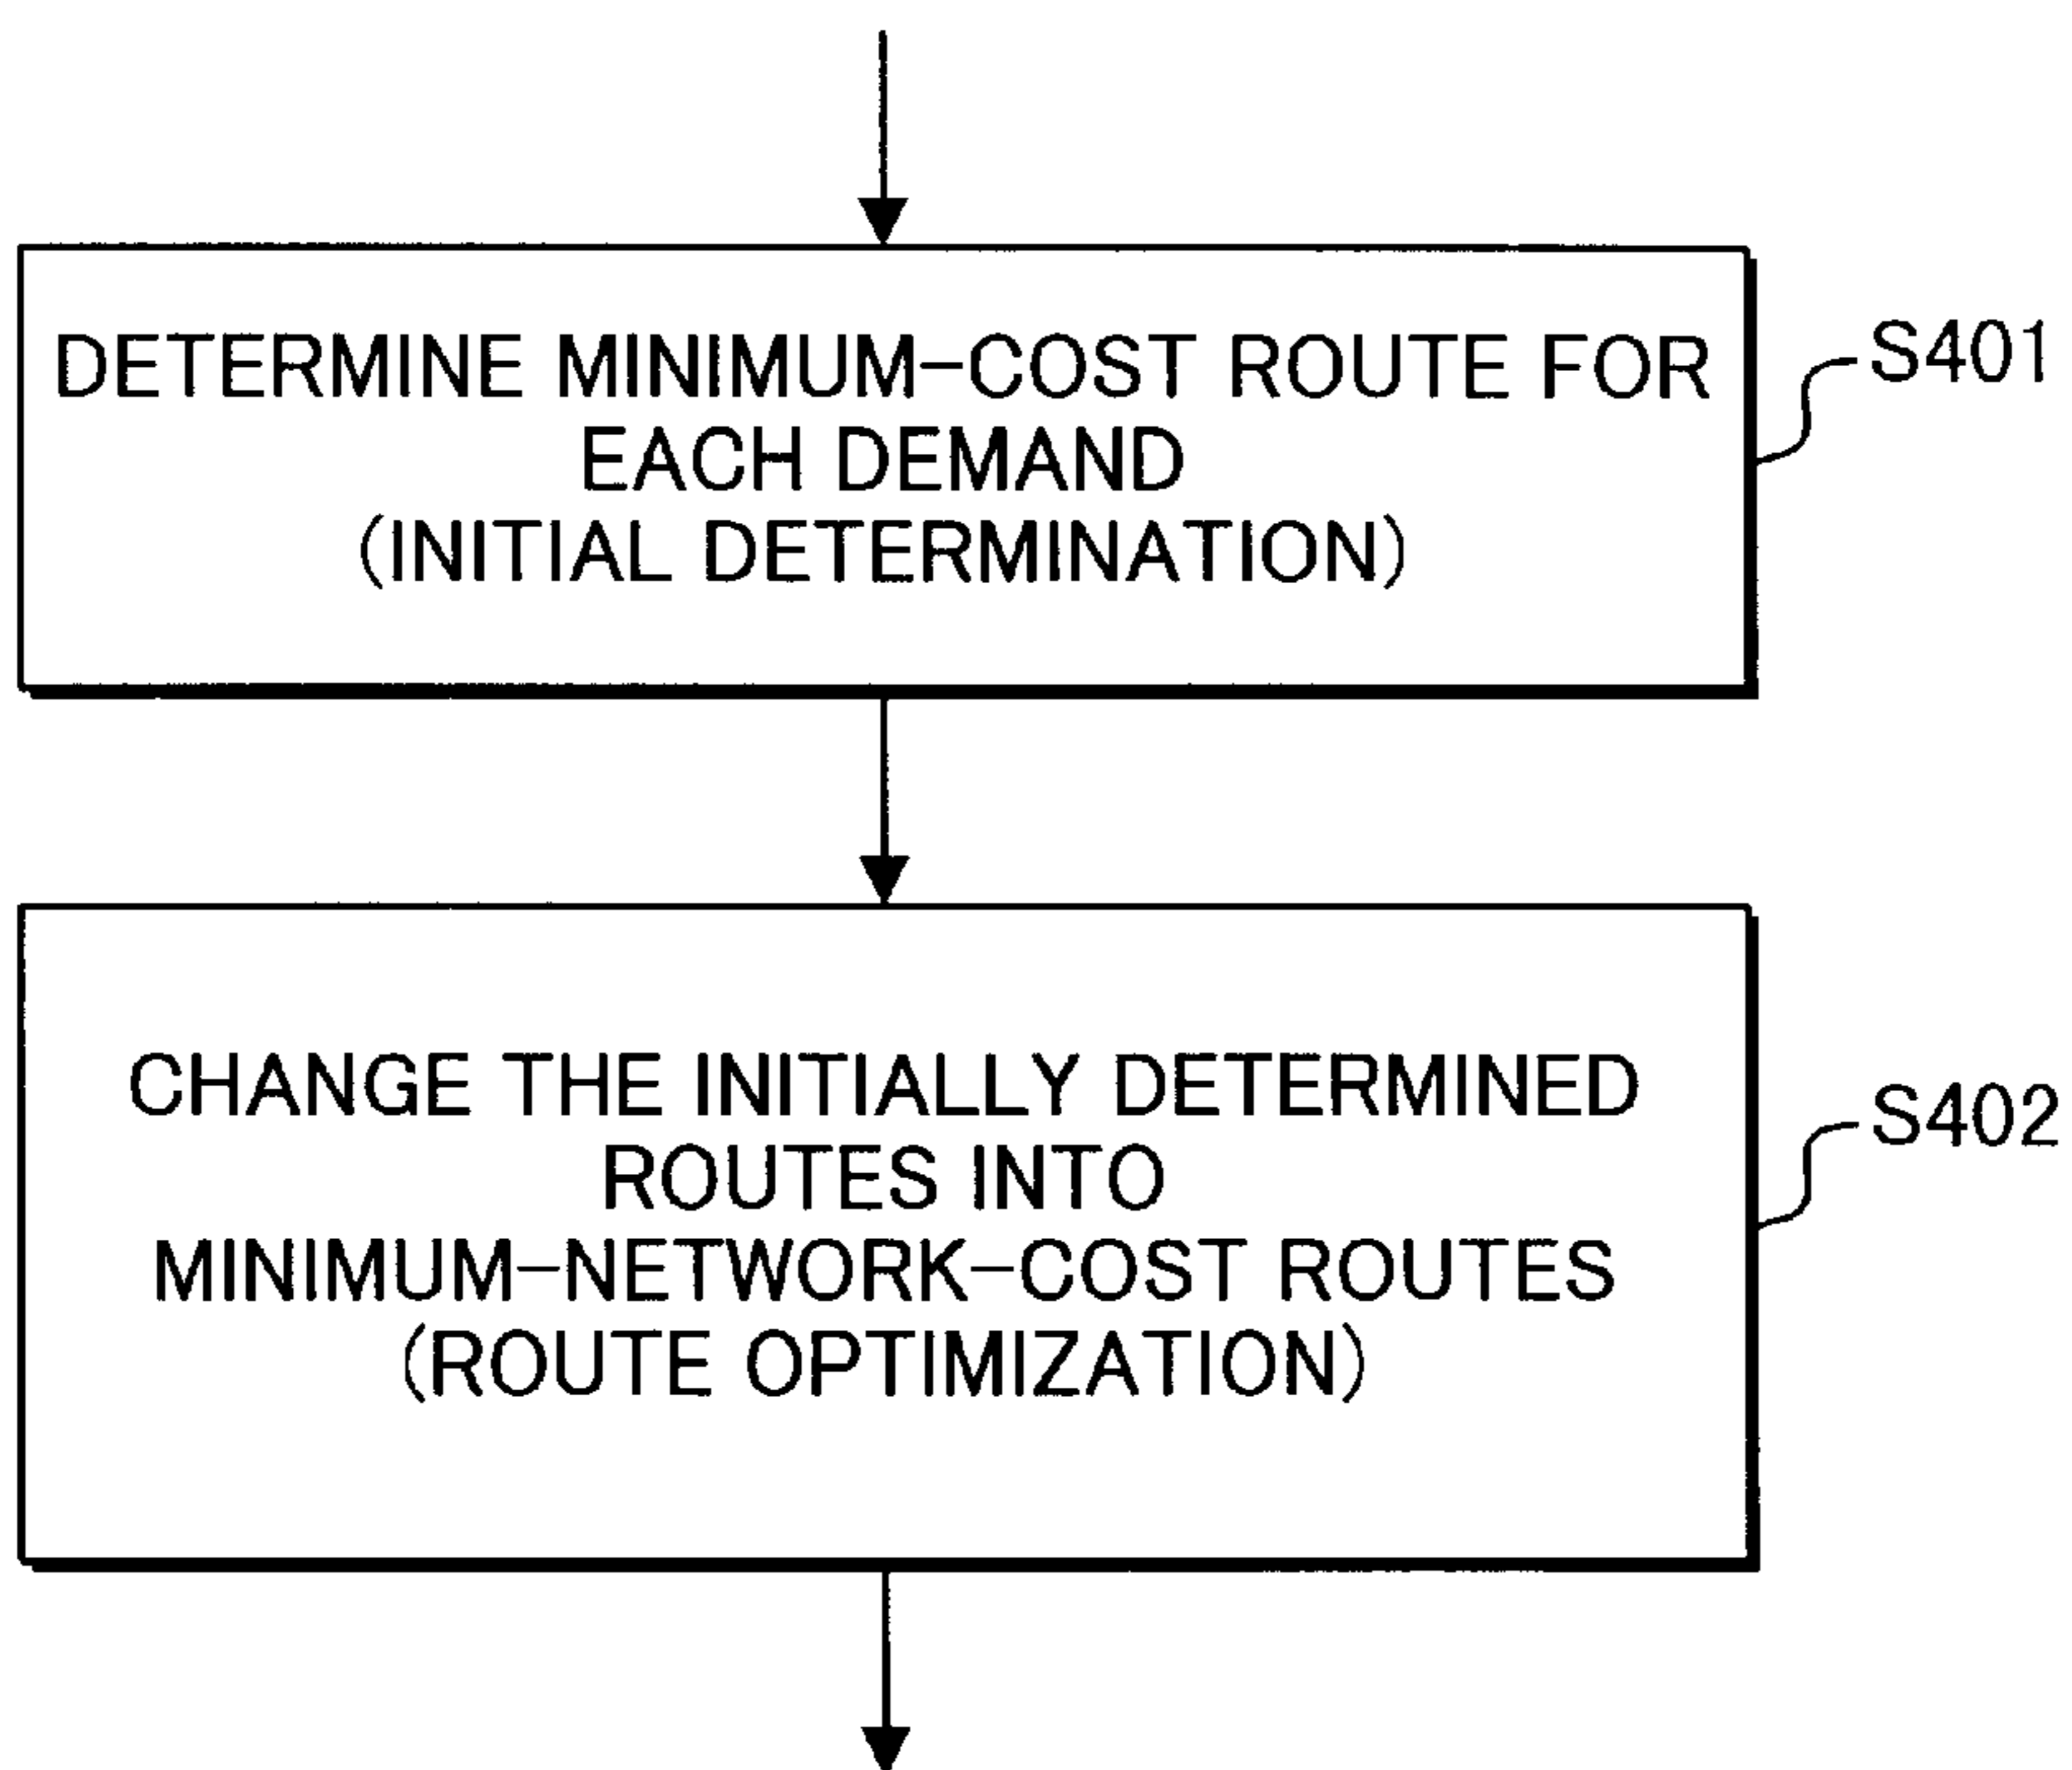 DETERMINE MINIMUM-COST ROUTE FOR
EACH DEMAND
(INITIAL DETERMINATION)
S401
CHANGE THE INITIALLY DETERMINED
ROUTES INTO
MINIMUM-NETWORK-COST ROUTES
(ROUTE OPTIMIZATION)
S402